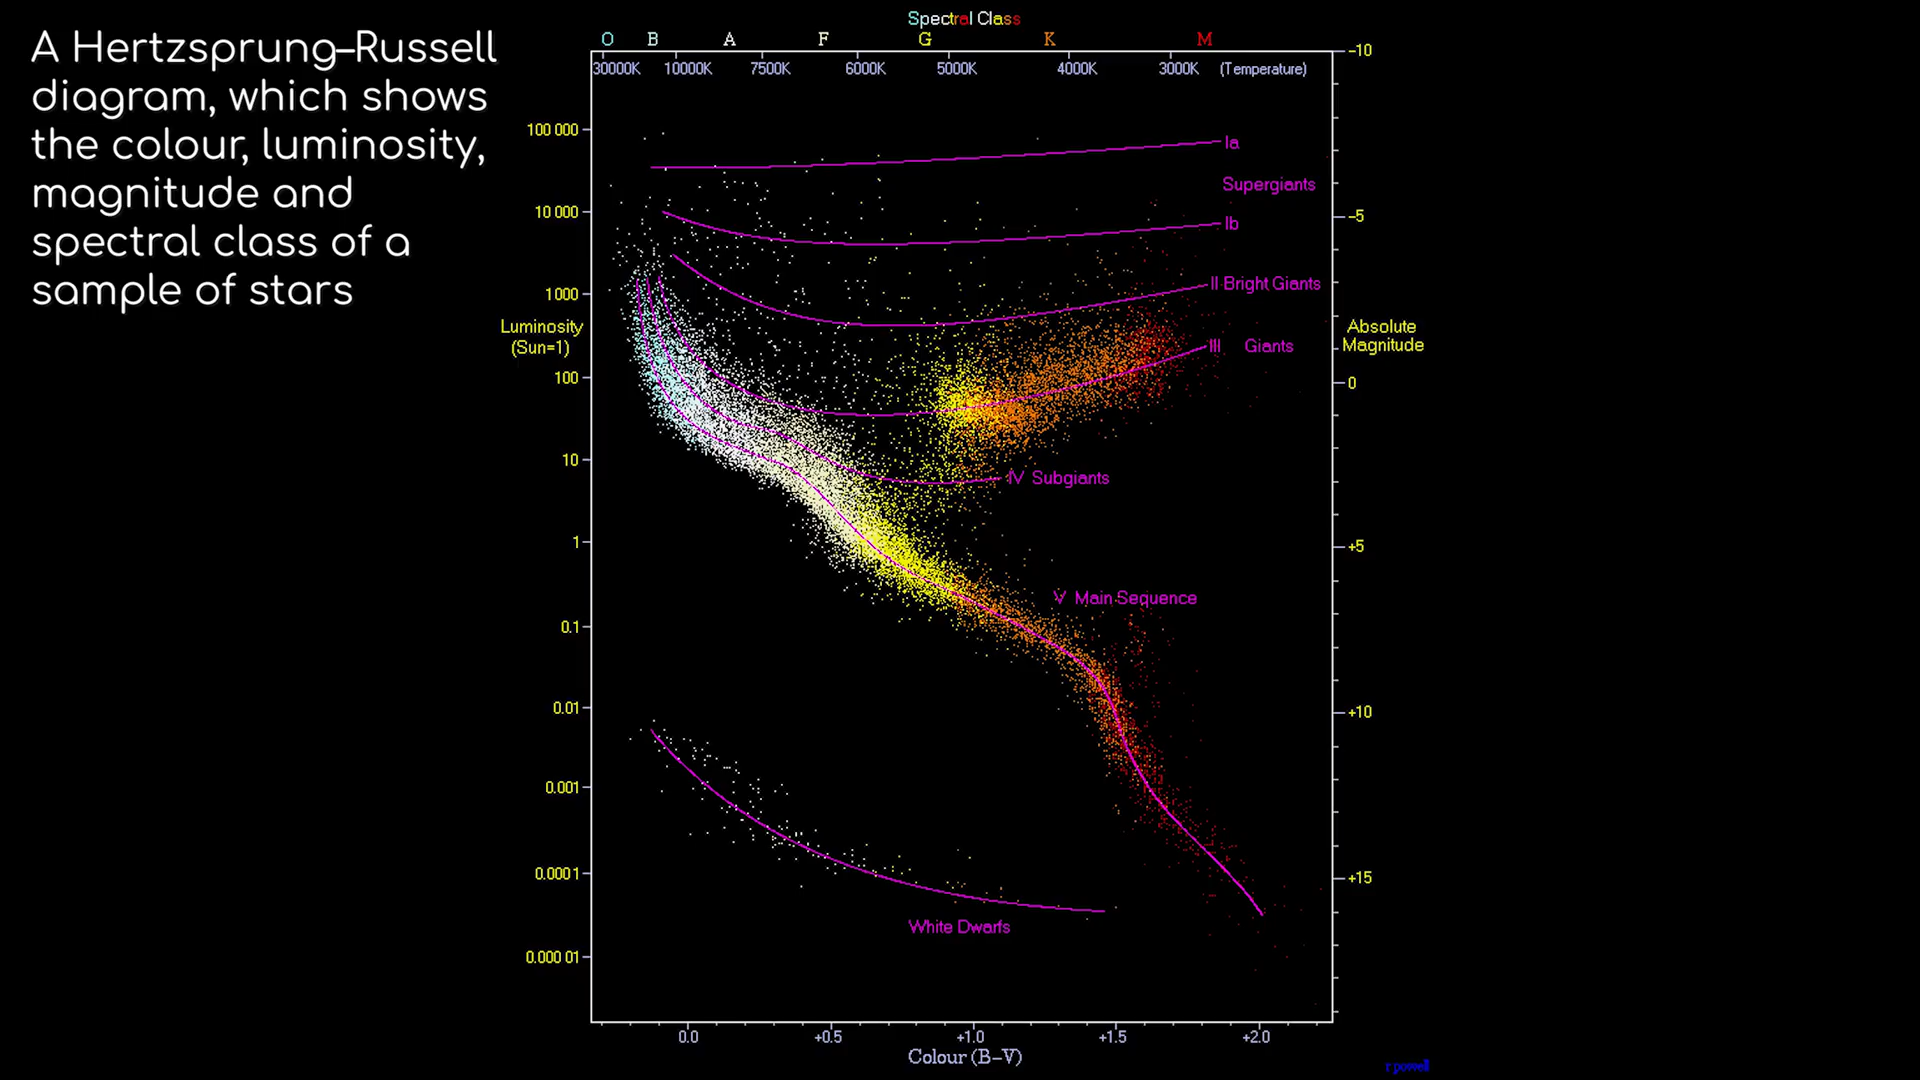 A Hertzsprung–Russell
diagram, which shows
the colour, luminosity,
magnitude and
spectral class of a
sample of stars
Spectral Class
O B A F G K M
30000K 10000K 7500K 6000K 5000K 4000K 3000K (Temperature)
−10
100 000
Ia
Supergiants
10 000
−5
Ib
II Bright Giants
1000
Luminosity
(Sun=1)
Absolute
Magnitude
III Giants
100
0
10
IV Subgiants
1
+5
V Main Sequence
0.1
0.01
+10
0.001
0.0001
+15
White Dwarfs
0.000 01
0.0 +0.5 +1.0 +1.5 +2.0
Colour (B−V)
r powell